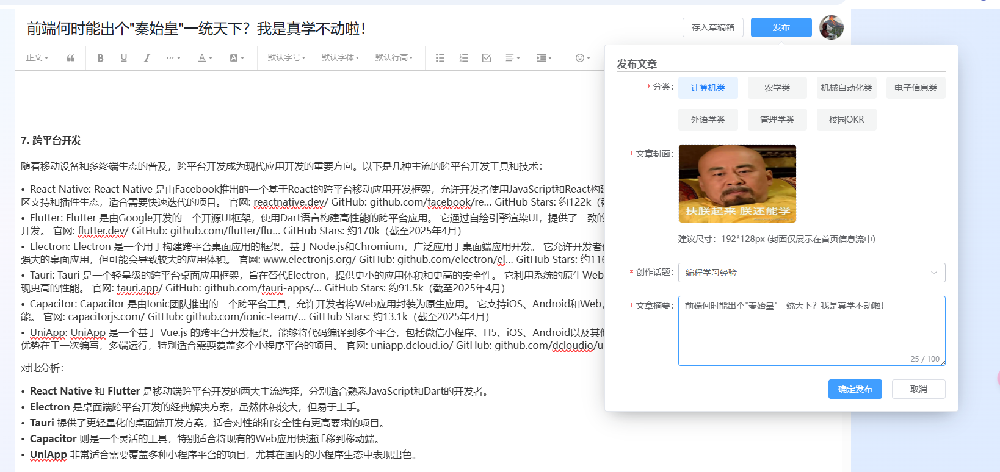 前端何时能出个"秦始皇"一统天下？我是真学不动啦！
存入草稿箱
发布
正文
B
U
I
A
A
默认字号
默认字体
默认行高
7. 跨平台开发
随着移动设备和多终端生态的普及，跨平台开发成为现代应用开发的重要方向。以下是几种主流的跨平台开发工具和技术：
• React Native: React Native 是由Facebook推出的一个基于React的跨平台移动应用开发框架，允许开发者使用JavaScript和React构
区支持和插件生态，适合需要快速迭代的项目。 官网: reactnative.dev/ GitHub: github.com/facebook/re... GitHub Stars: 约122k
• Flutter: Flutter 是由Google开发的一个开源UI框架，使用Dart语言构建高性能的跨平台应用。 它通过自绘引擎渲染UI，提供了一致的
开发。 官网: flutter.dev/ GitHub: github.com/flutter/flu... GitHub Stars: 约170k（截至2025年4月）
• Electron: Electron 是一个用于构建跨平台桌面应用的框架，基于Node.js和Chromium，广泛应用于桌面端应用开发。 它允许开发者
强大的桌面应用，但可能会导致较大的应用体积。 官网: www.electronjs.org/ GitHub: github.com/electron/el... GitHub Stars: 约116
• Tauri: Tauri 是一个轻量级的跨平台桌面应用框架，旨在替代Electron，提供更小的应用体积和更高的安全性。 它利用系统的原生Web
现更高的性能。 官网: tauri.app/ GitHub: github.com/tauri-apps/... GitHub Stars: 约91.5k（截至2025年4月）
• Capacitor: Capacitor 是由Ionic团队推出的一个跨平台工具，允许开发者将Web应用封装为原生应用。 它支持iOS、Android和Web，
能。 官网: capacitorjs.com/ GitHub: github.com/ionic-team/... GitHub Stars: 约13.1k（截至2025年4月）
• UniApp: UniApp 是一个基于 Vue.js 的跨平台开发框架，能够将代码编译到多个平台，包括微信小程序、H5、iOS、Android以及其他
优势在于一次编写，多端运行，特别适合需要覆盖多个小程序平台的项目。 官网: uniapp.dcloud.io/ GitHub: github.com/dcloudio/u
对比分析：
• React Native 和 Flutter 是移动端跨平台开发的两大主流选择，分别适合熟悉JavaScript和Dart的开发者。
• Electron 是桌面端跨平台开发的经典解决方案，虽然体积较大，但易于上手。
• Tauri 提供了更轻量化的桌面端开发方案，适合对性能和安全性有更高要求的项目。
• Capacitor 则是一个灵活的工具，特别适合将现有的Web应用快速迁移到移动端。
• UniApp 非常适合需要覆盖多种小程序平台的项目，尤其在国内的小程序生态中表现出色。
发布文章
* 分类：
计算机类
农学类
机械自动化类
电子信息类
外语学类
管理学类
校园OKR
* 文章封面：
扶朕起来 朕还能学
建议尺寸：192*128px (封面仅展示在首页信息流中)
* 创作话题：
编程学习经验
* 文章摘要：
前端何时能出个"秦始皇"一统天下？我是真学不动啦！
25 / 100
确定发布
取消